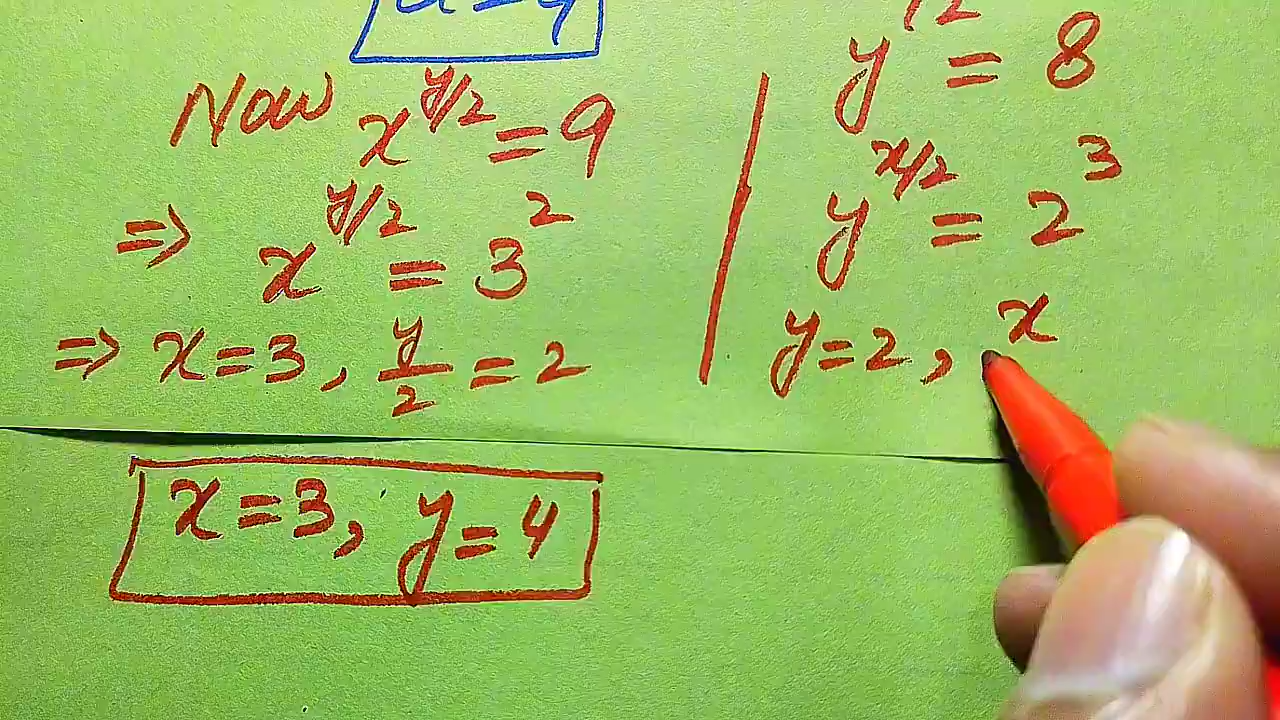 Now x^{y/2} = 9
⇒ x^{y/2} = 3^2
⇒ x=3, y/2 = 2
x=3, y=4
y^{/2} = 8
y^{x/2} = 2^3
y=2, x